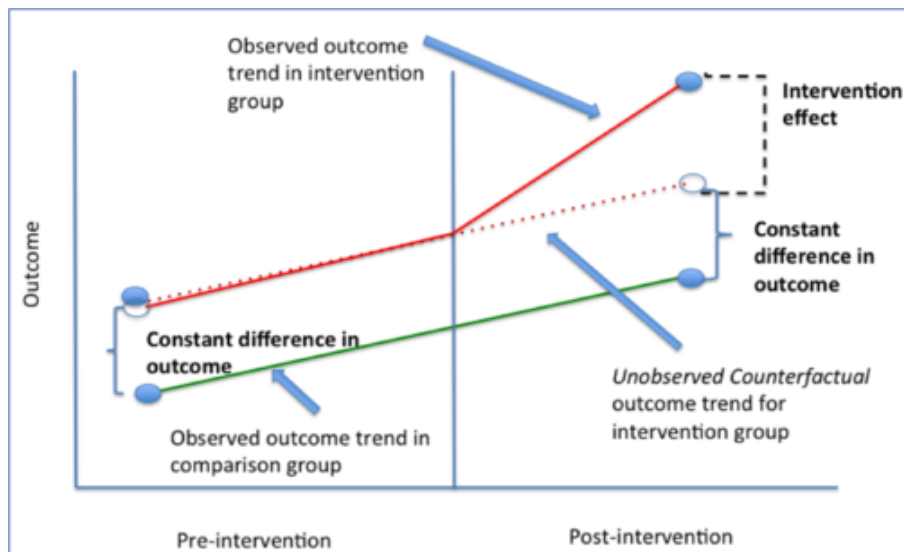 Observed outcome
trend in intervention
group
Intervention
effect
Outcome
Constant
difference in
outcome
Constant difference in
outcome
Unobserved Counterfactual
outcome trend for
intervention group
Observed outcome trend in
comparison group
Pre-intervention
Post-intervention